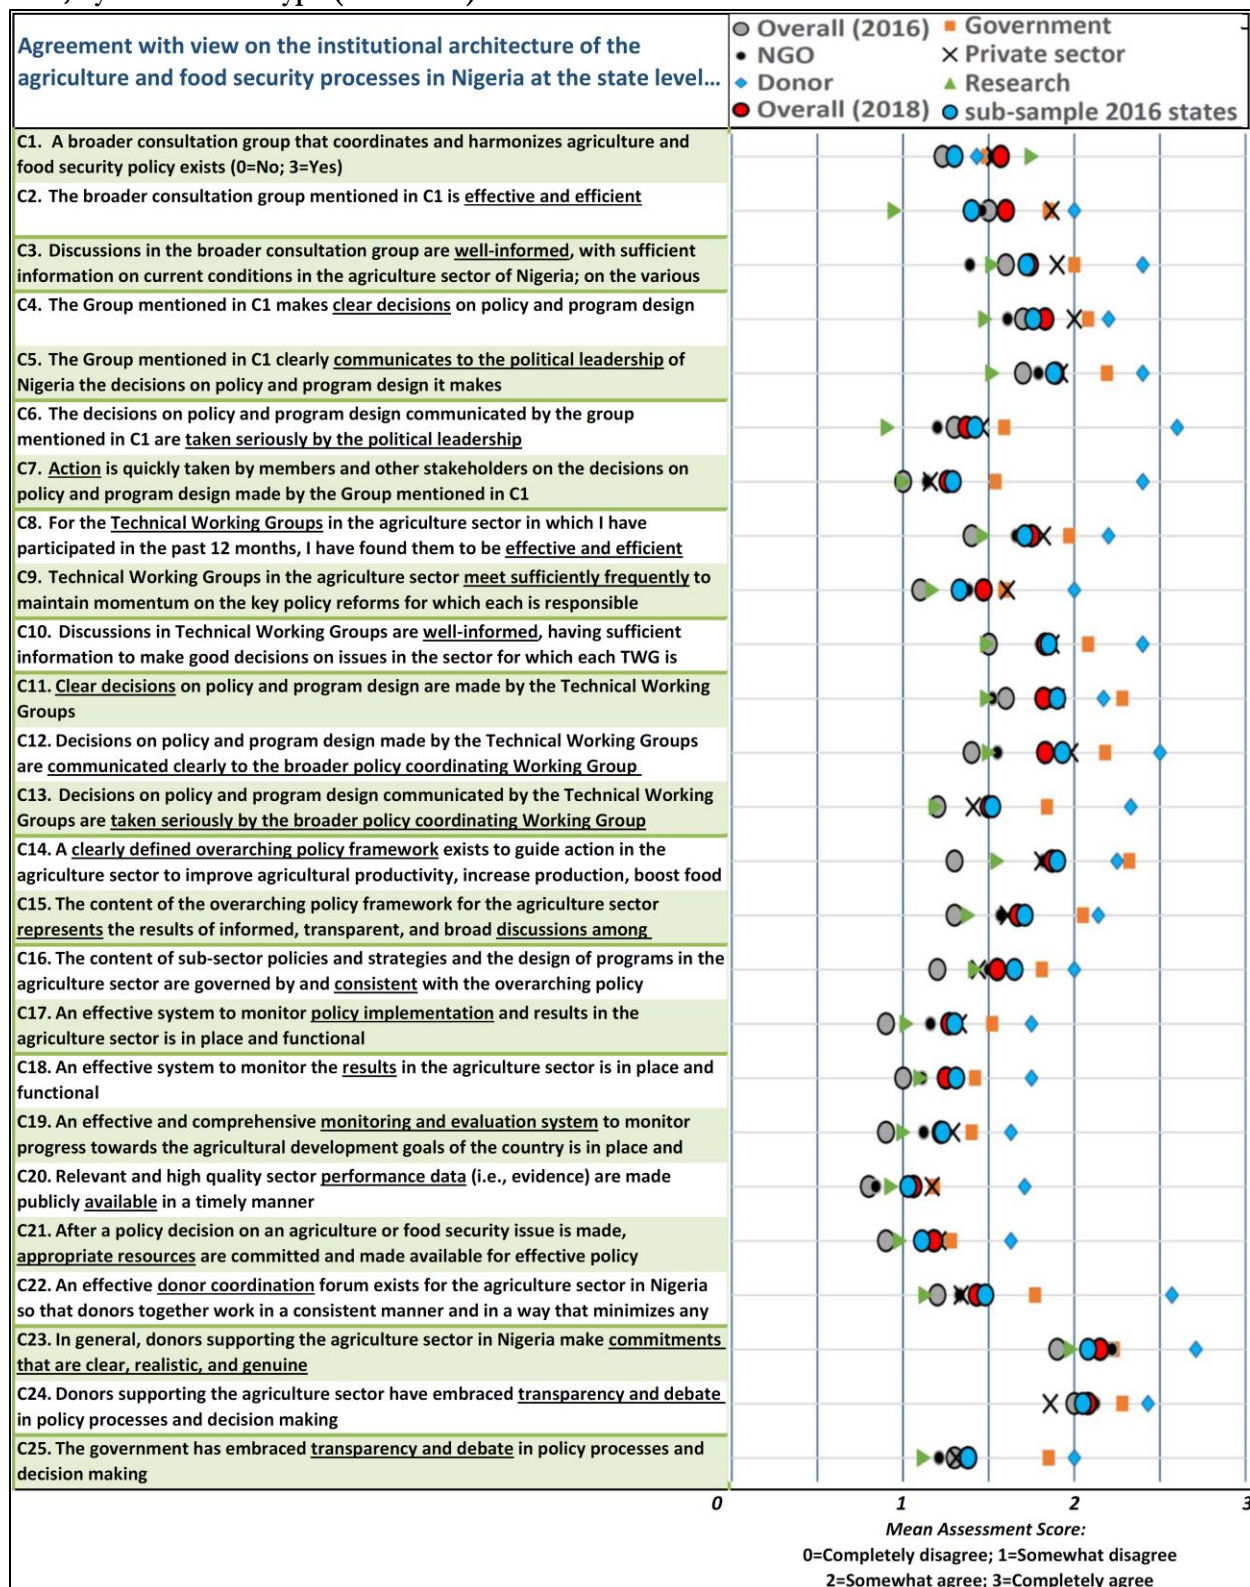 Agreement with view on the institutional architecture of the
agriculture and food security processes in Nigeria at the state level...
Overall (2016) Government
NGO Private sector
Donor Research
Overall (2018) sub-sample 2016 states
C1. A broader consultation group that coordinates and harmonizes agriculture and
food security policy exists (0=No; 3=Yes)
C2. The broader consultation group mentioned in C1 is effective and efficient
C3. Discussions in the broader consultation group are well-informed, with sufficient
information on current conditions in the agriculture sector of Nigeria; on the various
C4. The Group mentioned in C1 makes clear decisions on policy and program design
C5. The Group mentioned in C1 clearly communicates to the political leadership of
Nigeria the decisions on policy and program design it makes
C6. The decisions on policy and program design communicated by the group
mentioned in C1 are taken seriously by the political leadership
C7. Action is quickly taken by members and other stakeholders on the decisions on
policy and program design made by the Group mentioned in C1
C8. For the Technical Working Groups in the agriculture sector in which I have
participated in the past 12 months, I have found them to be effective and efficient
C9. Technical Working Groups in the agriculture sector meet sufficiently frequently to
maintain momentum on the key policy reforms for which each is responsible
C10. Discussions in Technical Working Groups are well-informed, having sufficient
information to make good decisions on issues in the sector for which each TWG is
C11. Clear decisions on policy and program design are made by the Technical Working
Groups
C12. Decisions on policy and program design made by the Technical Working Groups
are communicated clearly to the broader policy coordinating Working Group
C13. Decisions on policy and program design communicated by the Technical Working
Groups are taken seriously by the broader policy coordinating Working Group
C14. A clearly defined overarching policy framework exists to guide action in the
agriculture sector to improve agricultural productivity, increase production, boost food
C15. The content of the overarching policy framework for the agriculture sector
represents the results of informed, transparent, and broad discussions among
C16. The content of sub-sector policies and strategies and the design of programs in the
agriculture sector are governed by and consistent with the overarching policy
C17. An effective system to monitor policy implementation and results in the
agriculture sector is in place and functional
C18. An effective system to monitor the results in the agriculture sector is in place and
functional
C19. An effective and comprehensive monitoring and evaluation system to monitor
progress towards the agricultural development goals of the country is in place and
C20. Relevant and high quality sector performance data (i.e., evidence) are made
publicly available in a timely manner
C21. After a policy decision on an agriculture or food security issue is made,
appropriate resources are committed and made available for effective policy
C22. An effective donor coordination forum exists for the agriculture sector in Nigeria
so that donors together work in a consistent manner and in a way that minimizes any
C23. In general, donors supporting the agriculture sector in Nigeria make commitments
that are clear, realistic, and genuine
C24. Donors supporting the agriculture sector have embraced transparency and debate
in policy processes and decision making
C25. The government has embraced transparency and debate in policy processes and
decision making
0 1 2 3
Mean Assessment Score:
0=Completely disagree; 1=Somewhat disagree
2=Somewhat agree; 3=Completely agree